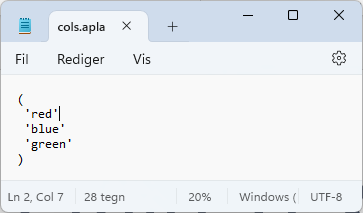 cols.apla
Fil Rediger Vis
(
 'red'
 'blue'
 'green'
)
Ln 2, Col 7 28 tegn 20% Windows ( UTF-8